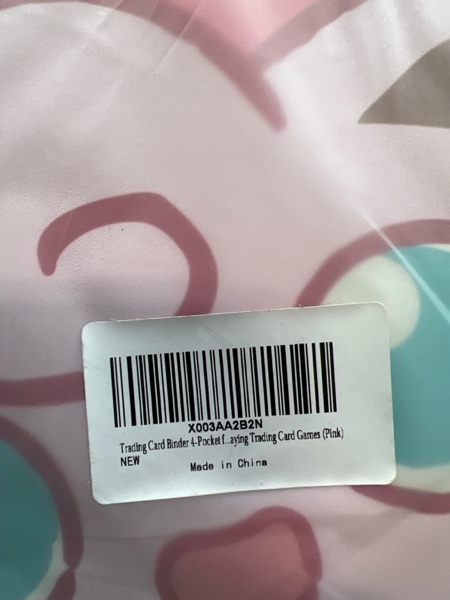 X003AA2B2N
Trading Card Binder 4-Pocket f...aying Trading Card Games (Pink)
NEW
Made in China